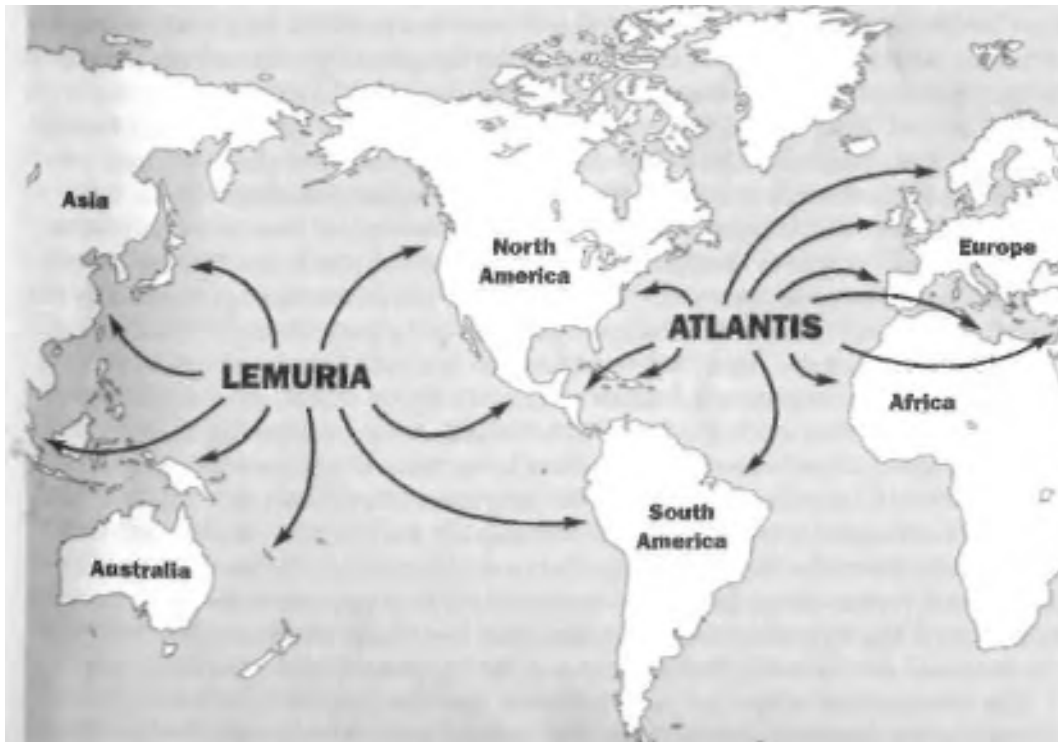 Asia
North
America
Europe
ATLANTIS
LEMURIA
Africa
South
America
Australia